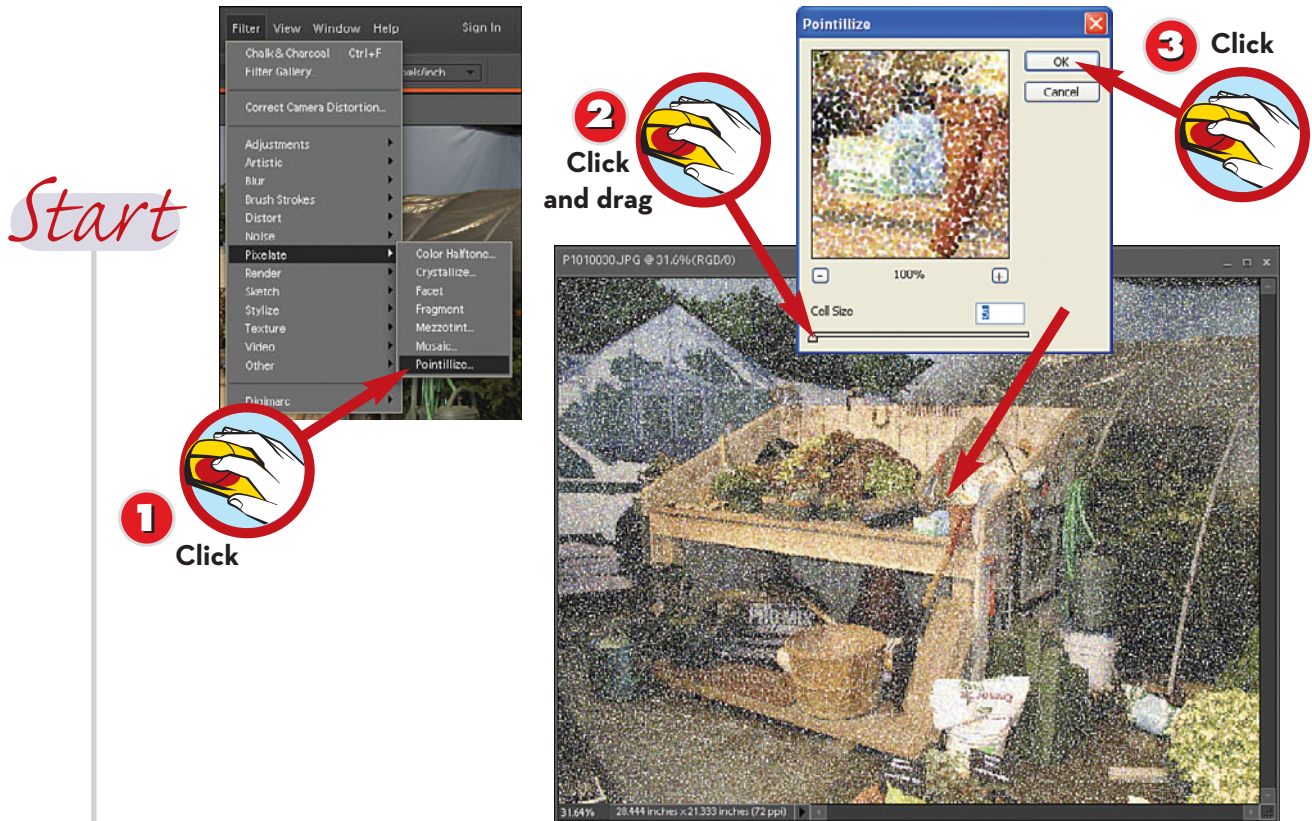 Start
Filter View Window Help Sign In
Chalk & Charcoal Ctrl+F
Filter Gallery...
Correct Camera Distortion...
Adjustments
Artistic
Blur
Brush Strokes
Distort
Noise
Pixelate
Render
Sketch
Stylize
Texture
Video
Other
Digimarc
Color Halftone...
Crystallize...
Facet
Fragment
Mezzotint...
Mosaic...
Pointillize...
1
Click
2
Click
and drag
Pointillize
OK
Cancel
100%
Cell Size
5
3
Click
P1010030.JPG @ 31.6% (RGB/8)
31.64% 28.444 inches x 21.333 inches (72 ppi)